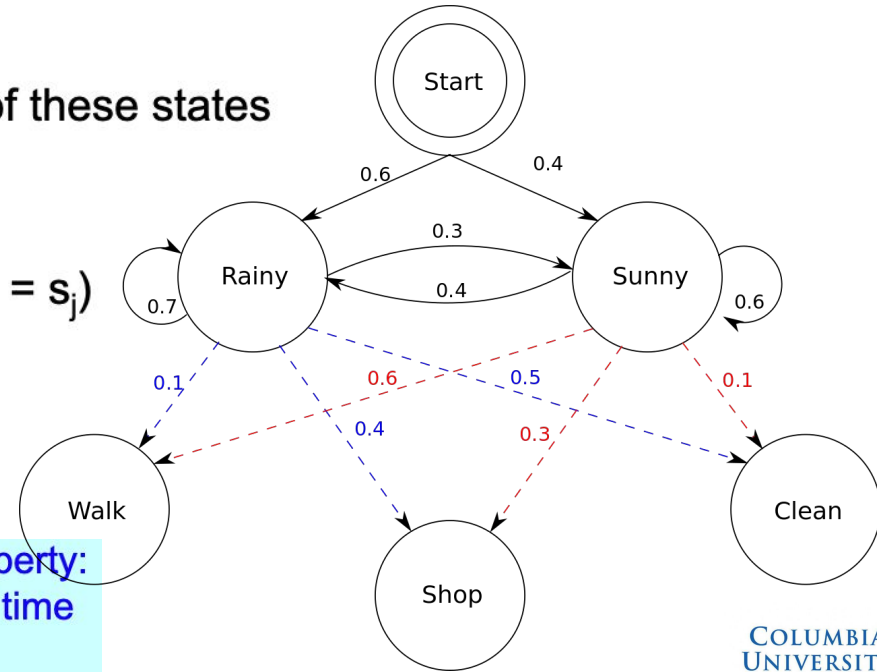 Start
of these states
0.6
0.4
0.3
= sj)
Rainy
Sunny
0.7
0.4
0.6
0.1
0.6
0.5
0.1
0.4
0.3
Walk
Shop
Clean
perty:
time
COLUMBIA
UNIVERSIT